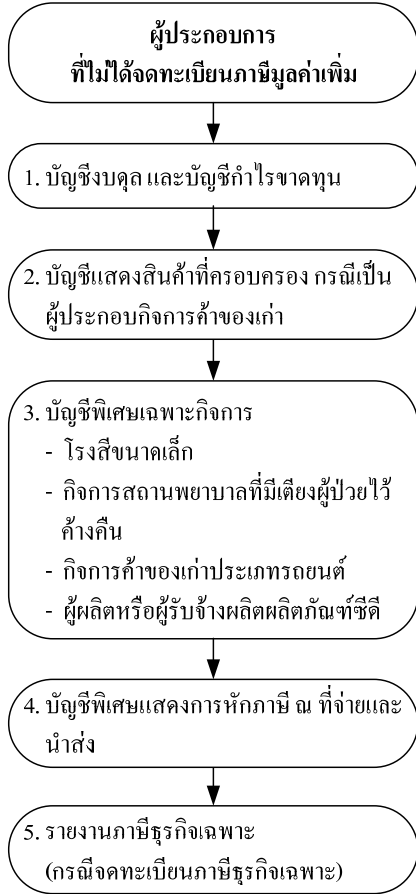 ผู้ประกอบการ
ที่ไม่ได้จดทะเบียนภาษีมูลค่าเพิ่ม
1. บัญชีงบดุล และบัญชีกำไรขาดทุน
2. บัญชีแสดงสินค้าที่ครอบครอง กรณีเป็น
ผู้ประกอบกิจการค้าของเก่า
3. บัญชีพิเศษเฉพาะกิจการ
- โรงสีขนาดเล็ก
- กิจการสถานพยาบาลที่มีเตียงผู้ป่วยไว้
ค้างคืน
- กิจการค้าของเก่าประเภทรถยนต์
- ผู้ผลิตหรือผู้รับจ้างผลิตผลิตภัณฑ์ซีดี
4. บัญชีพิเศษแสดงการหักภาษี ณ ที่จ่ายและ
นำส่ง
5. รายงานภาษีธุรกิจเฉพาะ
(กรณีจดทะเบียนภาษีธุรกิจเฉพาะ)